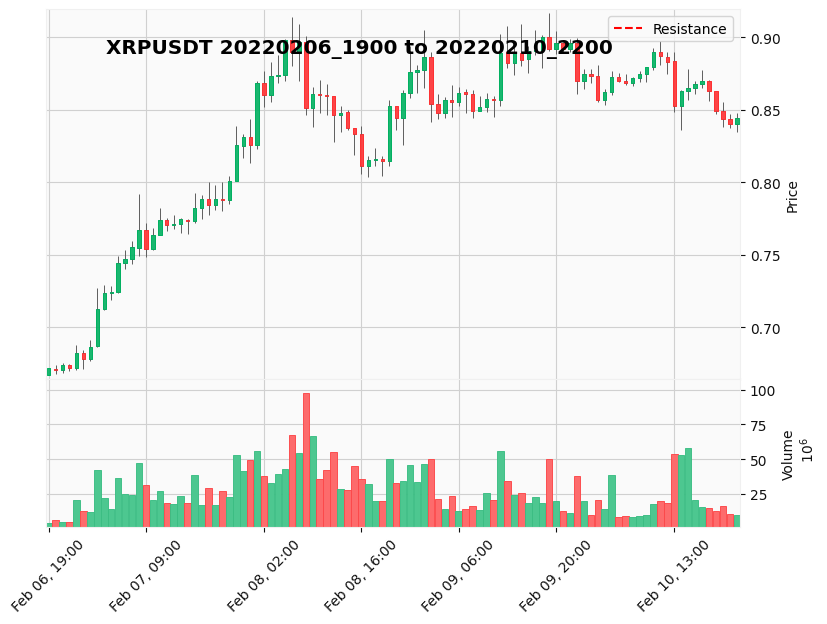 XRPUSDT 20220206_1900 to 20220210_2200
Resistance
0.90
0.85
0.80
0.75
0.70
Price
100
75
50
25
Volume
10^6
Feb 06, 19:00
Feb 07, 09:00
Feb 08, 02:00
Feb 08, 16:00
Feb 09, 06:00
Feb 09, 20:00
Feb 10, 13:00